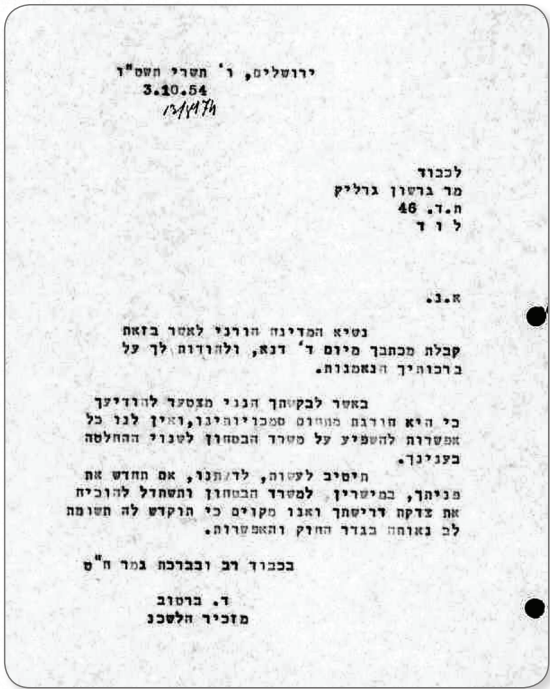 ירושלים, ו' תשרי תשט"ו
3.10.54
לכבוד
מר גרשון גרליק
ת.ד. 46
ל ו ד
א.נ.
נשיא המדינה הורני לאשר בזאת
קבלת מכתבך מיום ד' דנא, ולהודות לך על
ברכותיך הנאמנות.
באשר לבקשתך הנני מצטער להודיעך
כי היא חורגת מתחום סמכויותינו, ואין לנו כל
אפשרות להשפיע על משרד הבטחון לשנוי ההחלטה
בענינך.
תיטיב לעשות, לדעתנו, אם תחדש את
פניתך, במישרין, למשרד הבטחון ותשתדל להוכיח
את צדקת דרישתך ואנו מקוים כי תוקדש לה תשומת
לב נאותה בגדר החוק והאפשרות.
בכבוד רב ובברכת גמר ח"ט
ד. ברטוב
מזכיר הלשכה